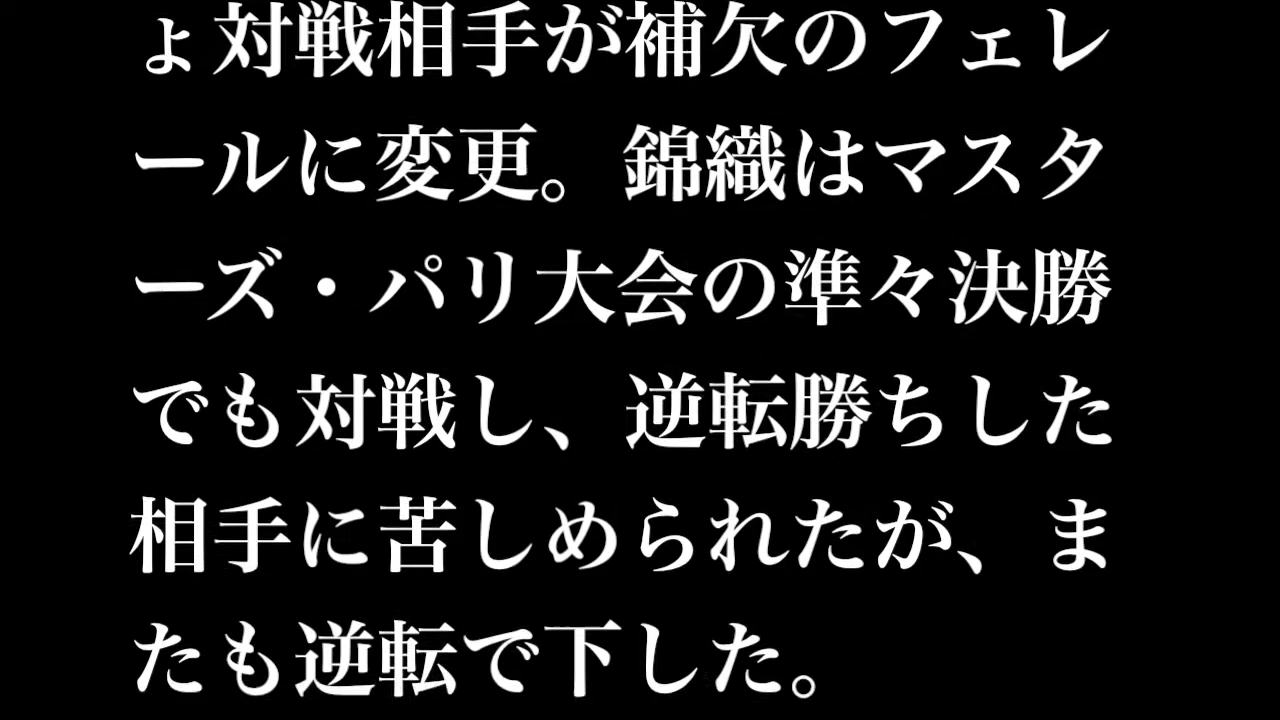 ょ対戦相手が補欠のフェレ
ールに変更。錦織はマスタ
ーズ・パリ大会の準々決勝
でも対戦し、逆転勝ちした
相手に苦しめられたが、ま
たも逆転で下した。